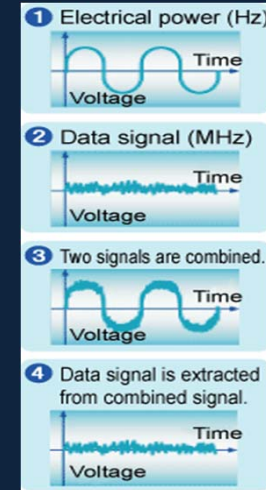 1 Electrical power (Hz)
Time
Voltage
2 Data signal (MHz)
Time
Voltage
3 Two signals are combined.
Time
Voltage
4 Data signal is extracted
from combined signal.
Time
Voltage